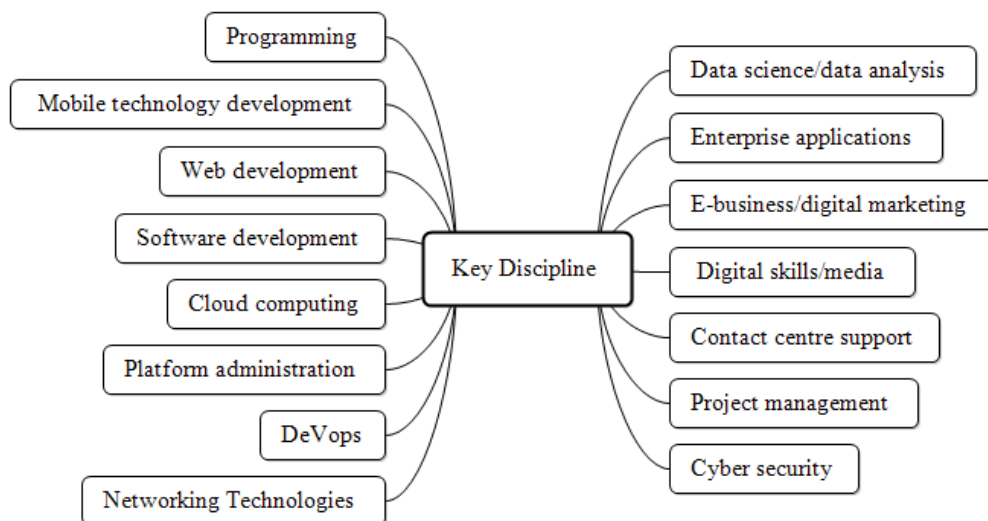 Programming
Mobile technology development
Web development
Software development
Cloud computing
Platform administration
DeVops
Networking Technologies
Key Discipline
Data science/data analysis
Enterprise applications
E-business/digital marketing
Digital skills/media
Contact centre support
Project management
Cyber security